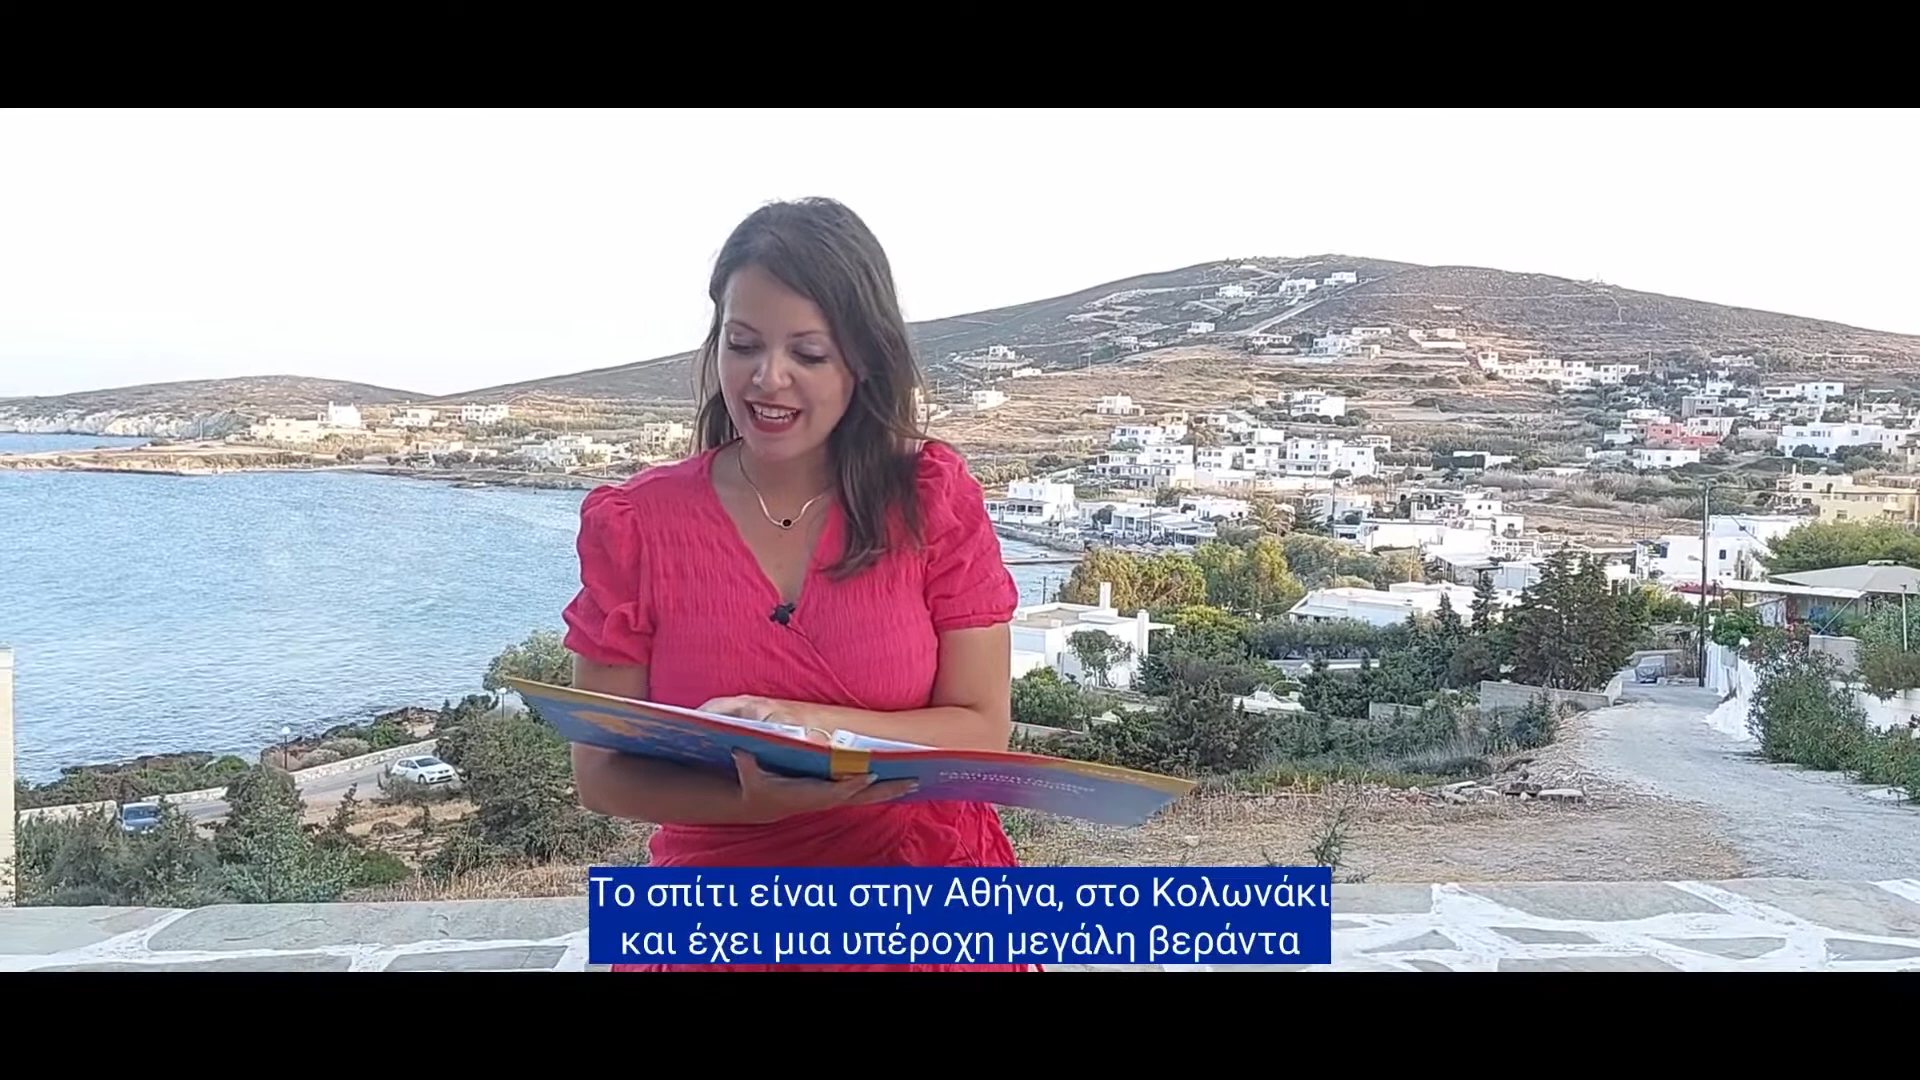 Το σπίτι είναι στην Αθήνα, στο Κολωνάκι
και έχει μια υπέροχη μεγάλη βεράντα